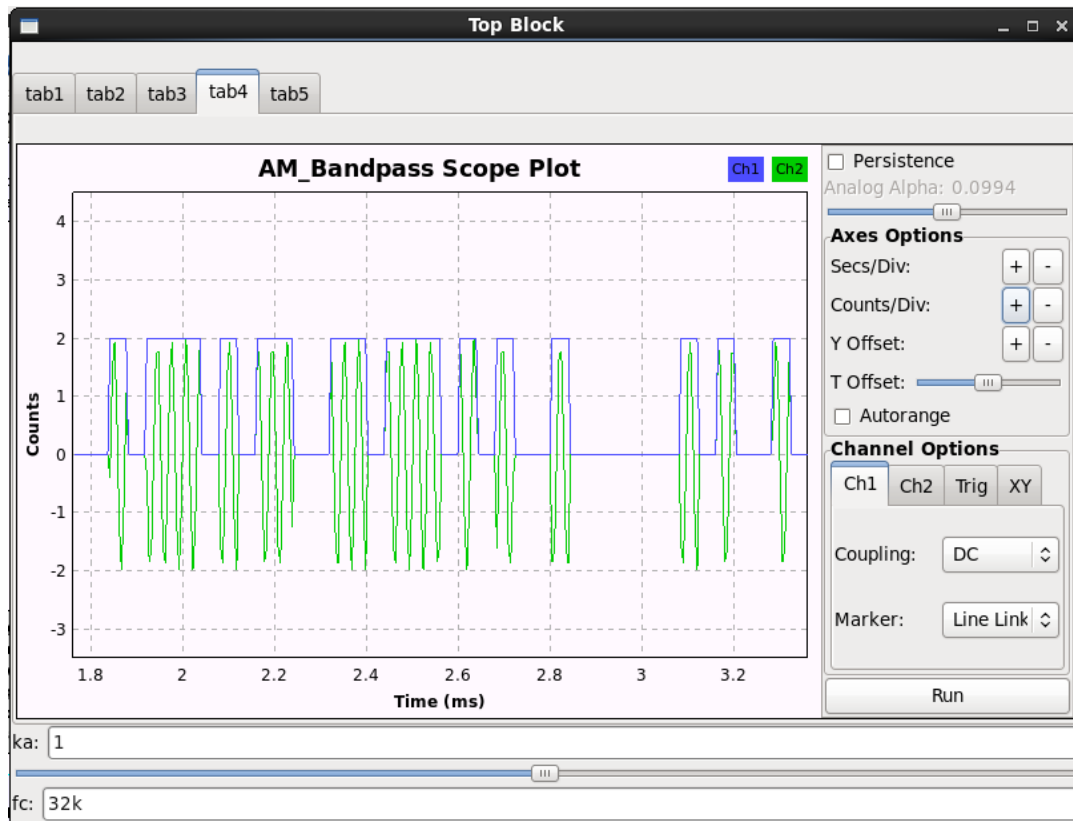 Top Block
tab1 tab2 tab3 tab4 tab5
AM_Bandpass Scope Plot
Ch1 Ch2
Persistence
Analog Alpha: 0.0994
Axes Options
Secs/Div: + -
Counts/Div: + -
Y Offset: + -
T Offset:
Autorange
Channel Options
Ch1 Ch2 Trig XY
Coupling: DC
Marker: Line Link
Run
4
3
2
1
0
-1
-2
-3
Counts
1.8 2 2.2 2.4 2.6 2.8 3 3.2
Time (ms)
ka: 1
fc: 32k